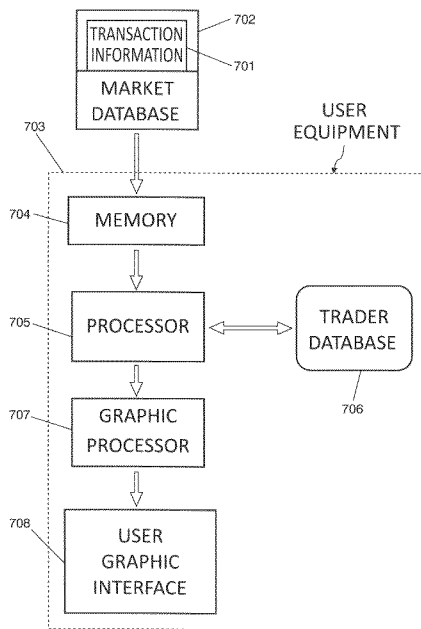 TRANSACTION
INFORMATION
702
701
MARKET
DATABASE
703
USER
EQUIPMENT
704
MEMORY
705
PROCESSOR
TRADER
DATABASE
706
707
GRAPHIC
PROCESSOR
708
USER
GRAPHIC
INTERFACE